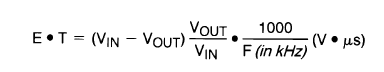 E • T = (VIN − VOUT) VOUT/VIN • 1000/F (in kHz) (V • μs)